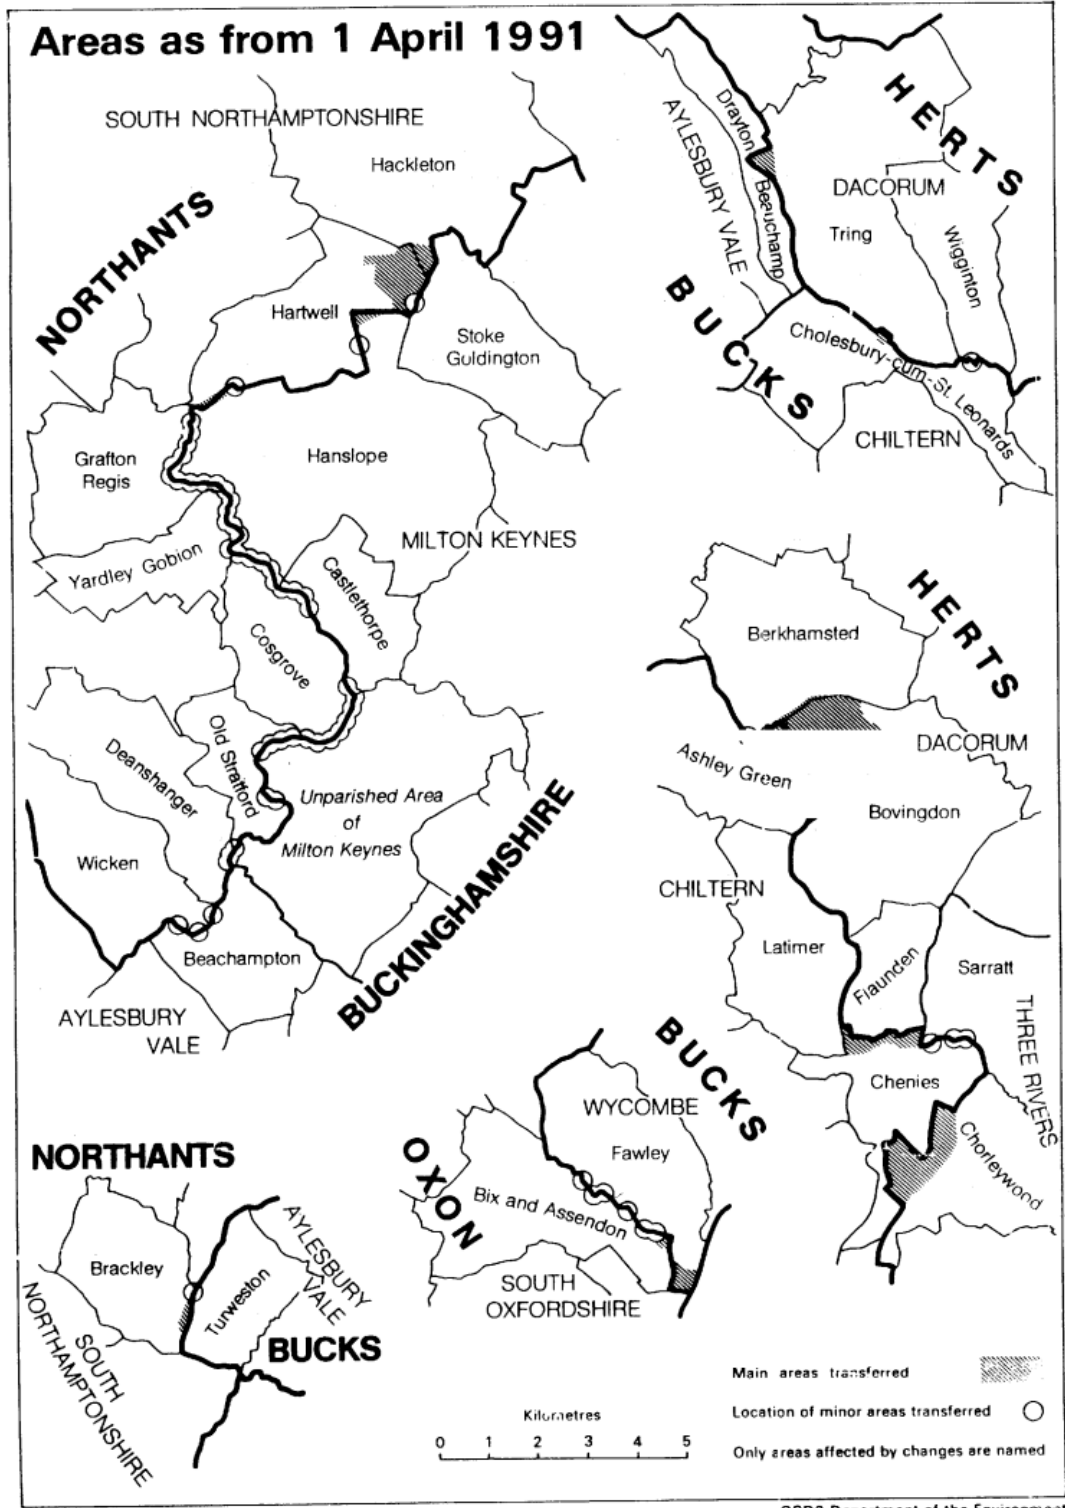 Areas as from 1 April 1991
SOUTH NORTHAMPTONSHIRE
Hackleton
NORTHANTS
Hartwell
Stoke
Goldington
Grafton
Regis
Hanslope
MILTON KEYNES
Yardley Gobion
Castlethorpe
Cosgrove
Old Stratford
Deanshanger
Unparished Area
of
Milton Keynes
Wicken
BUCKINGHAMSHIRE
Beachampton
AYLESBURY
VALE
HERTS
Drayton
Beauchamp
AYLESBURY VALE
DACORUM
Tring
Wigginton
BUCKS
Cholesbury-cum-St. Leonards
CHILTERN
HERTS
Berkhamsted
DACORUM
Ashley Green
Bovingdon
CHILTERN
Latimer
Flaunden
Sarratt
THREE RIVERS
Chenies
Chorleywood
BUCKS
WYCOMBE
Fawley
OXON
Bix and Assendon
SOUTH
OXFORDSHIRE
NORTHANTS
Brackley
AYLESBURY
VALE
Turweston
BUCKS
SOUTH
NORTHAMPTONSHIRE
Kilometres
0 1 2 3 4 5
Main areas transferred
Location of minor areas transferred
Only areas affected by changes are named
Department of the Environment